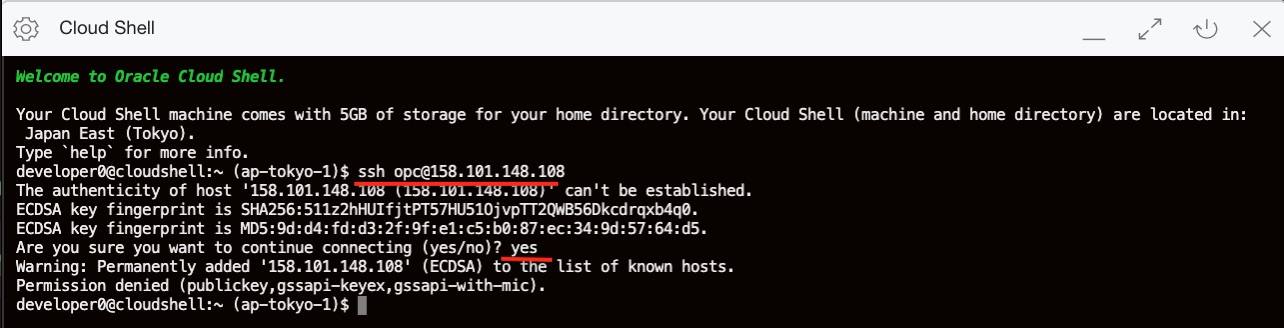 Cloud Shell
Welcome to Oracle Cloud Shell.
Your Cloud Shell machine comes with 5GB of storage for your home directory. Your Cloud Shell (machine and home directory) are located in:
Japan East (Tokyo).
Type `help` for more info.
developer0@cloudshell:~ (ap-tokyo-1)$ ssh opc@158.101.148.108
The authenticity of host '158.101.148.108 (158.101.148.108)' can't be established.
ECDSA key fingerprint is SHA256:511z2hHUIfjtPT57HU51OjvpTT2QWB56Dkcdrqxb4q0.
ECDSA key fingerprint is MD5:9d:d4:fd:d3:2f:9f:e1:c5:b0:87:ec:34:9d:57:64:d5.
Are you sure you want to continue connecting (yes/no)? yes
Warning: Permanently added '158.101.148.108' (ECDSA) to the list of known hosts.
Permission denied (publickey,gssapi-keyex,gssapi-with-mic).
developer0@cloudshell:~ (ap-tokyo-1)$